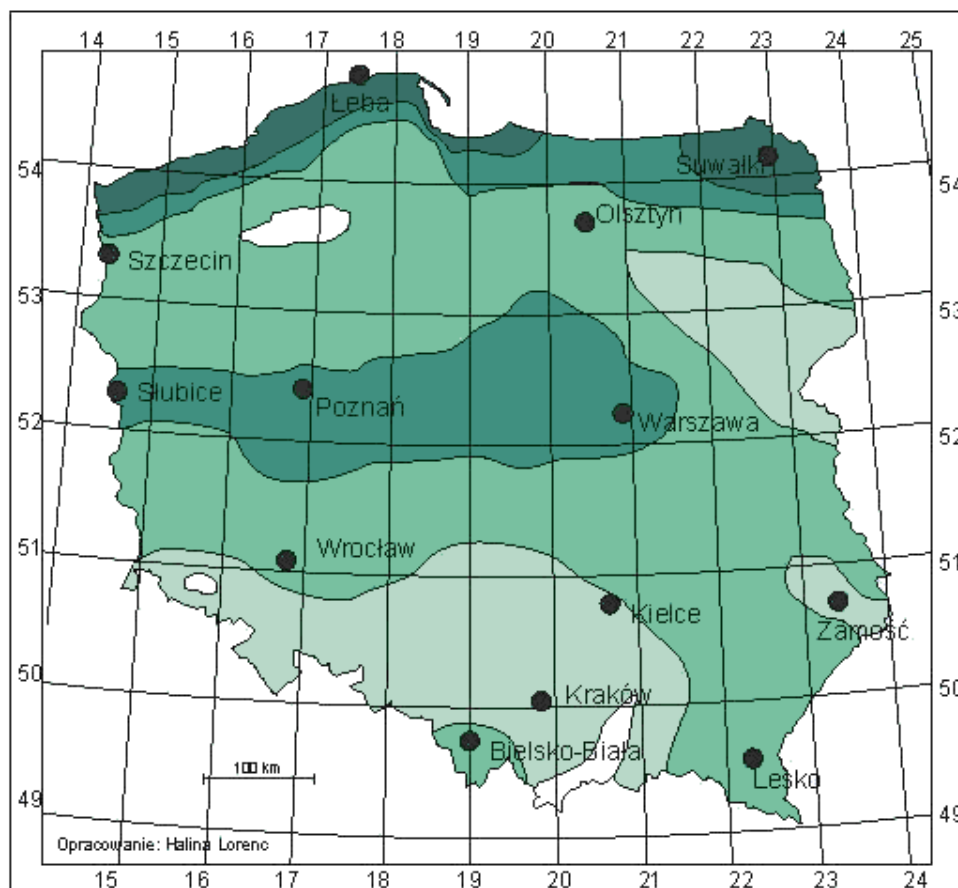 14 15 16 17 18 19 20 21 22 23 24 25
Łeba
54 Suwałki 54
Olsztyn
Szczecin
53 53
Słubice Poznań Warszawa
52 52
Wrocław
51 51
Kielce Zamość
50 Kraków 50
Bielsko-Biała Lesko
100 km
49 49
Opracowanie: Halina Lorenc
15 16 17 18 19 20 21 22 23 24